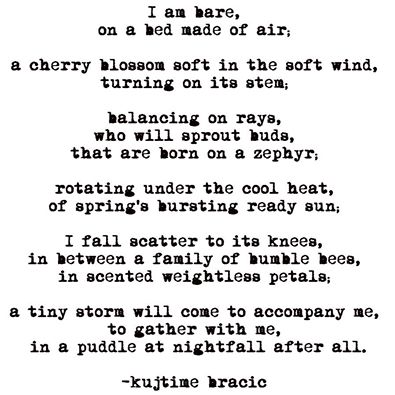 I am bare,
on a bed made of air;
a cherry blossom soft in the soft wind,
turning on its stem;
balancing on rays,
who will sprout buds,
that are born on a zephyr;
rotating under the cool heat,
of spring's bursting ready sun;
I fall scatter to its knees,
in between a family of bumble bees,
in scented weightless petals;
a tiny storm will come to accompany me,
to gather with me,
in a puddle at nightfall after all.
-kujtime bracic